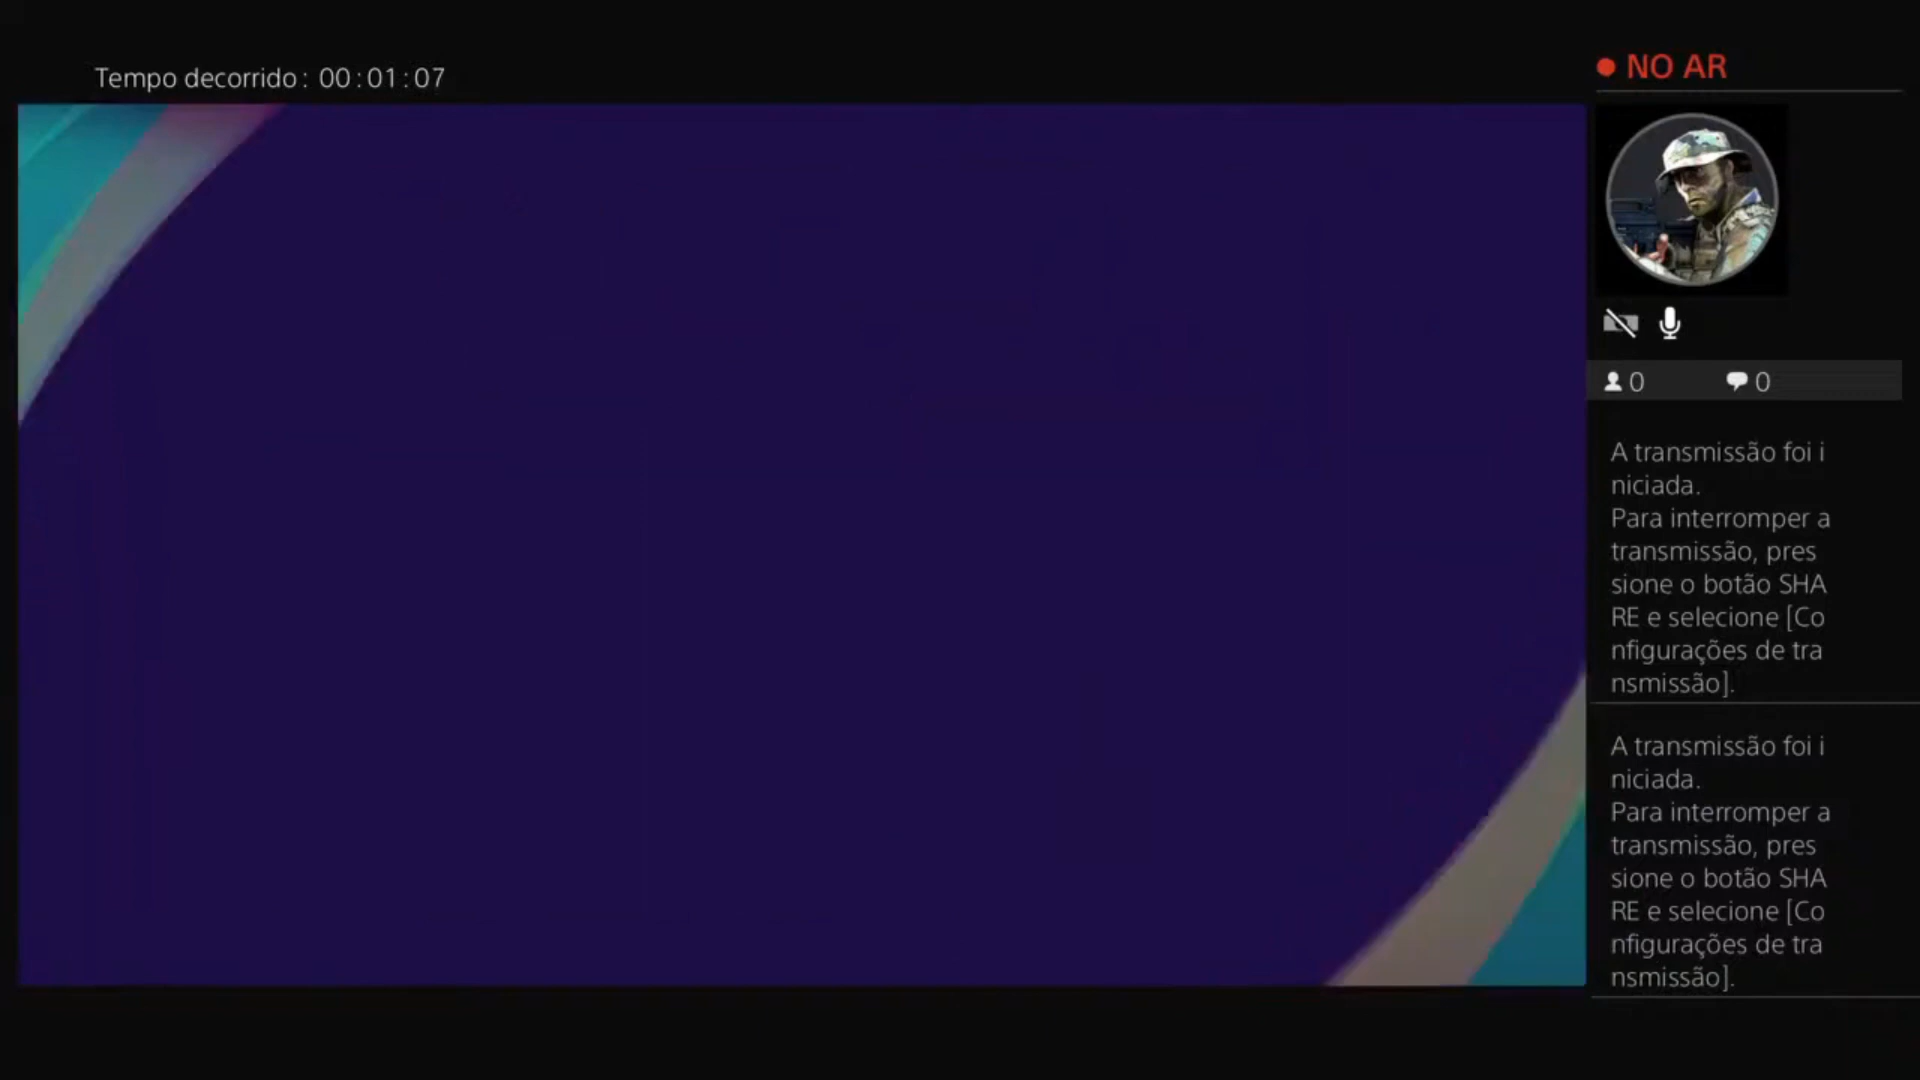 Tempo decorrido: 00:01:07
NO AR
0 0
A transmissão foi i
niciada.
Para interromper a
transmissão, pres
sione o botão SHA
RE e selecione [Co
nfigurações de tra
nsmissão].
A transmissão foi i
niciada.
Para interromper a
transmissão, pres
sione o botão SHA
RE e selecione [Co
nfigurações de tra
nsmissão].